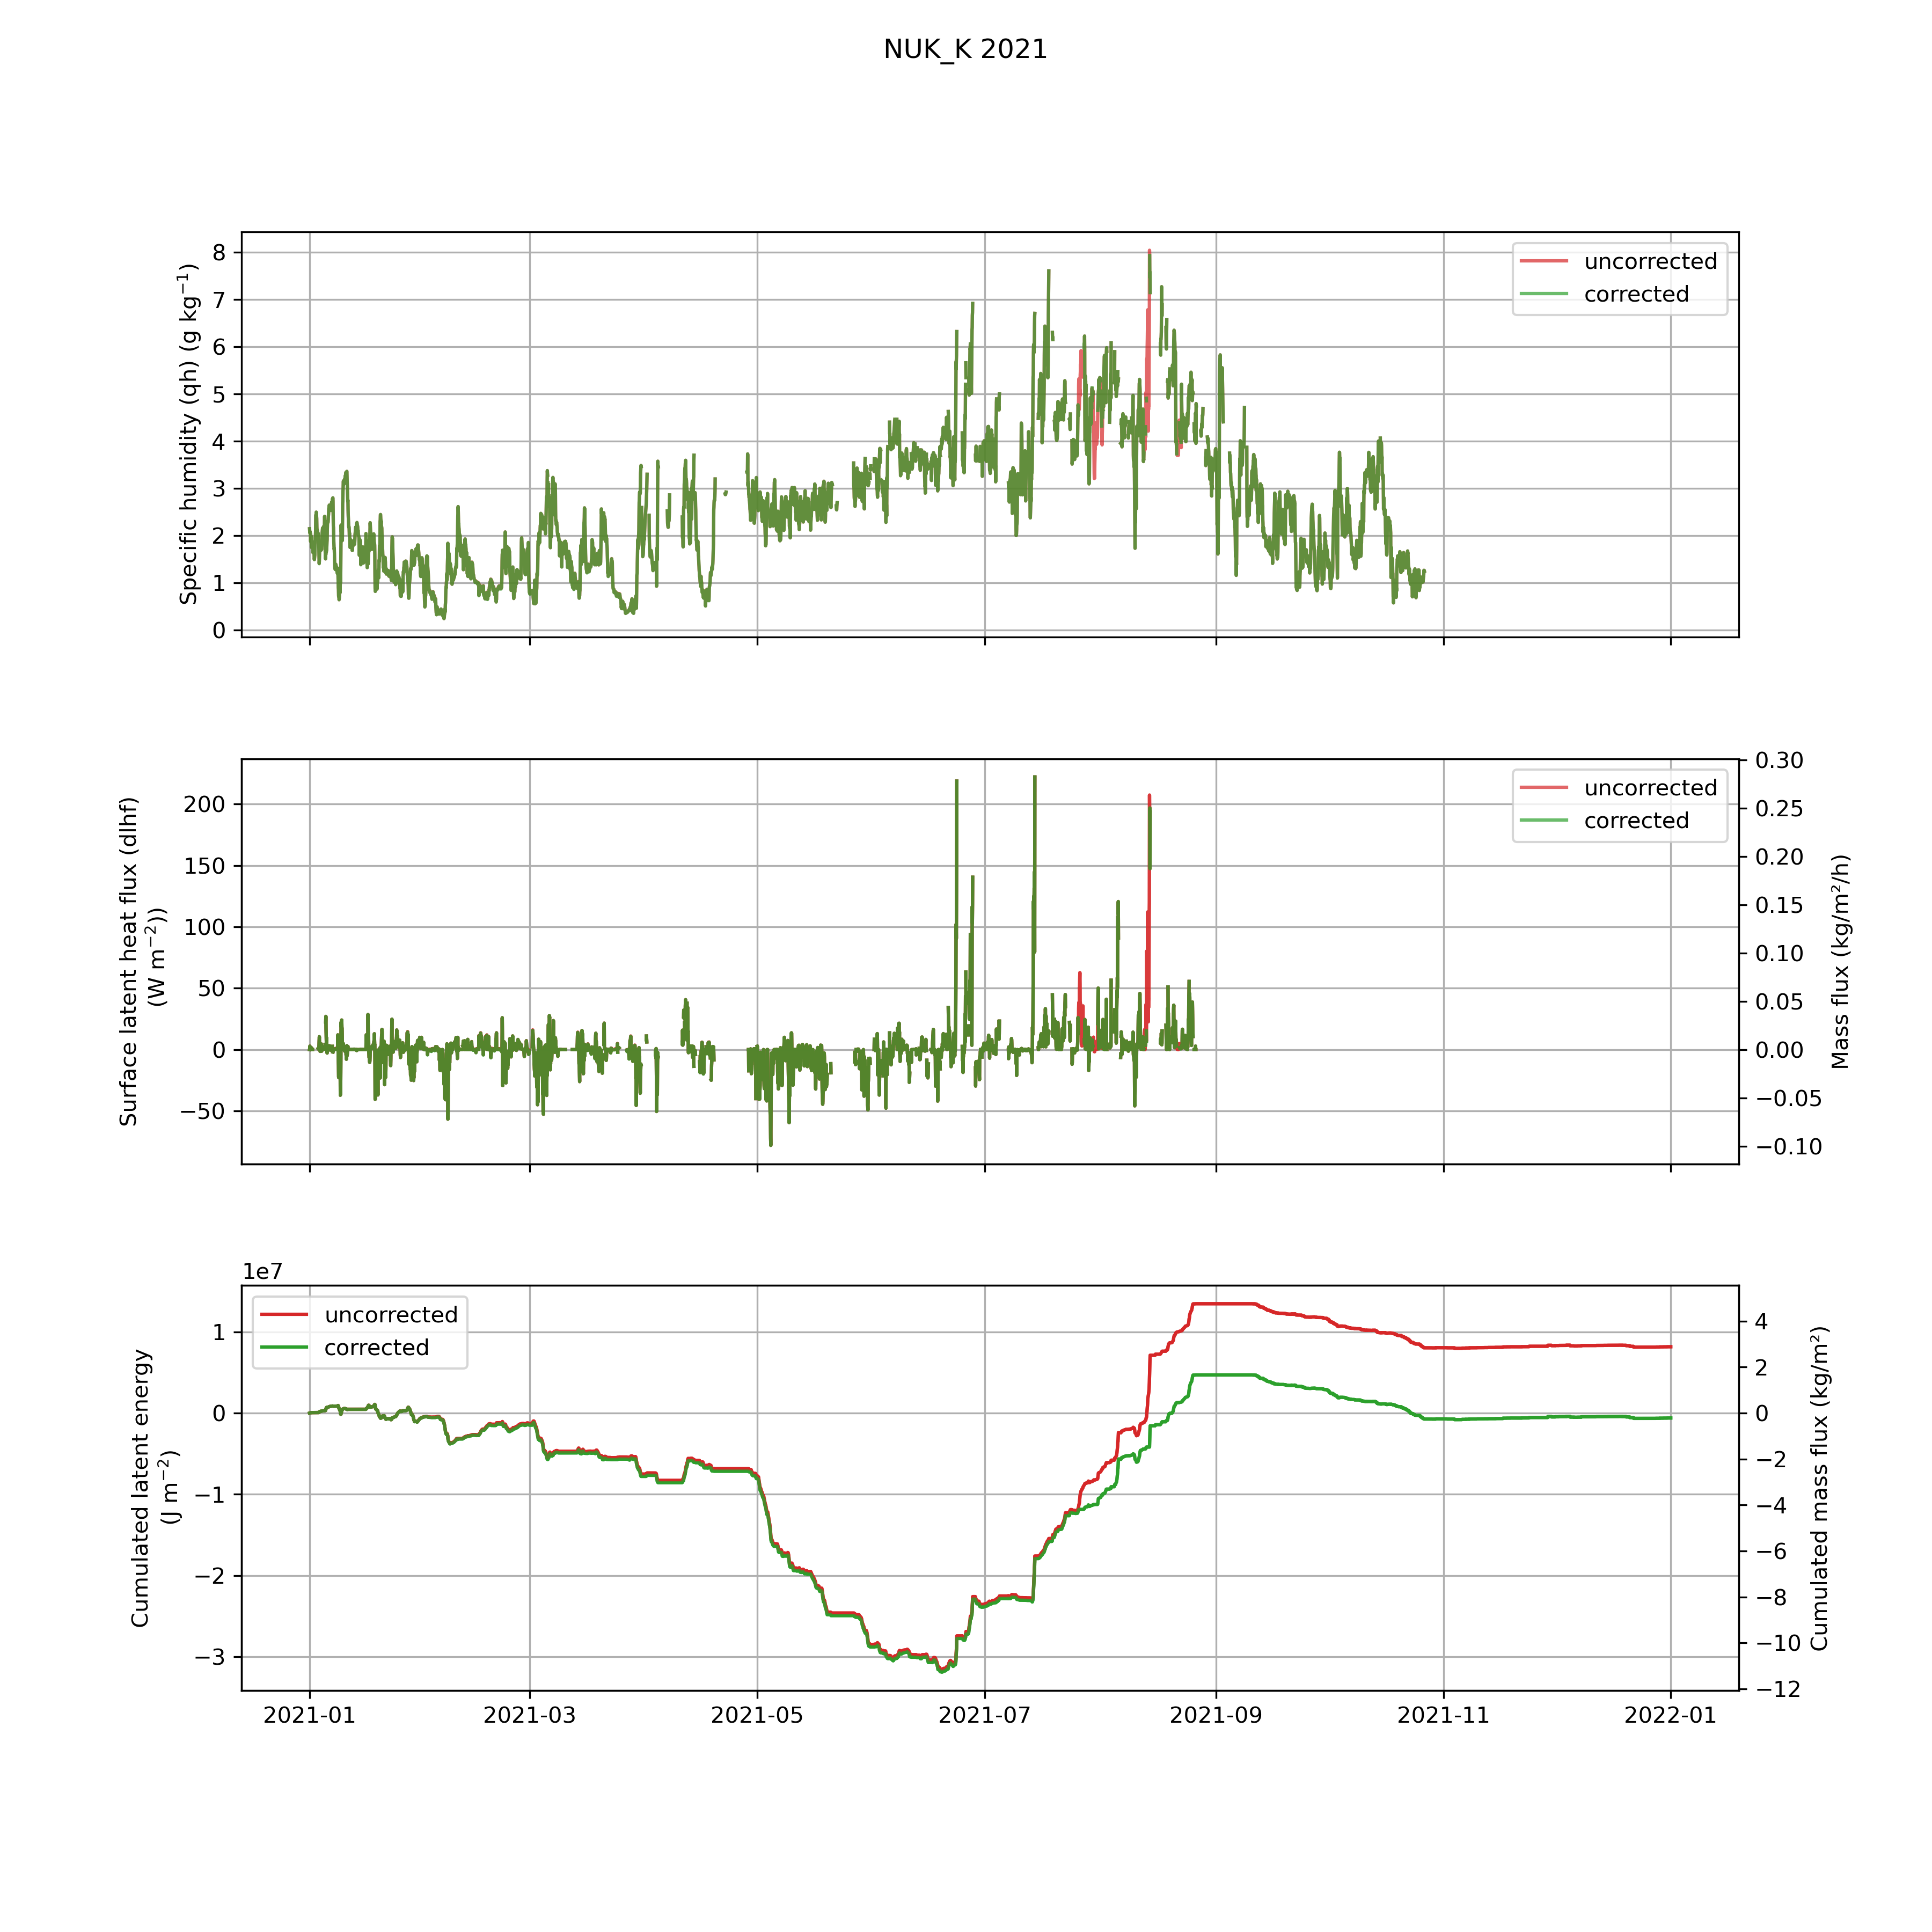 NUK_K 2021
Specific humidity (qh) (g kg⁻¹)
8
7
6
5
4
3
2
1
0
uncorrected
corrected
Surface latent heat flux (dlhf)
(W m⁻²))
200
150
100
50
0
−50
uncorrected
corrected
0.30
0.25
0.20
0.15
0.10
0.05
0.00
−0.05
−0.10
Mass flux (kg/m²/h)
1e7
Cumulated latent energy
(J m⁻²)
1
0
−1
−2
−3
uncorrected
corrected
4
2
0
−2
−4
−6
−8
−10
−12
Cumulated mass flux (kg/m²)
2021-01 2021-03 2021-05 2021-07 2021-09 2021-11 2022-01